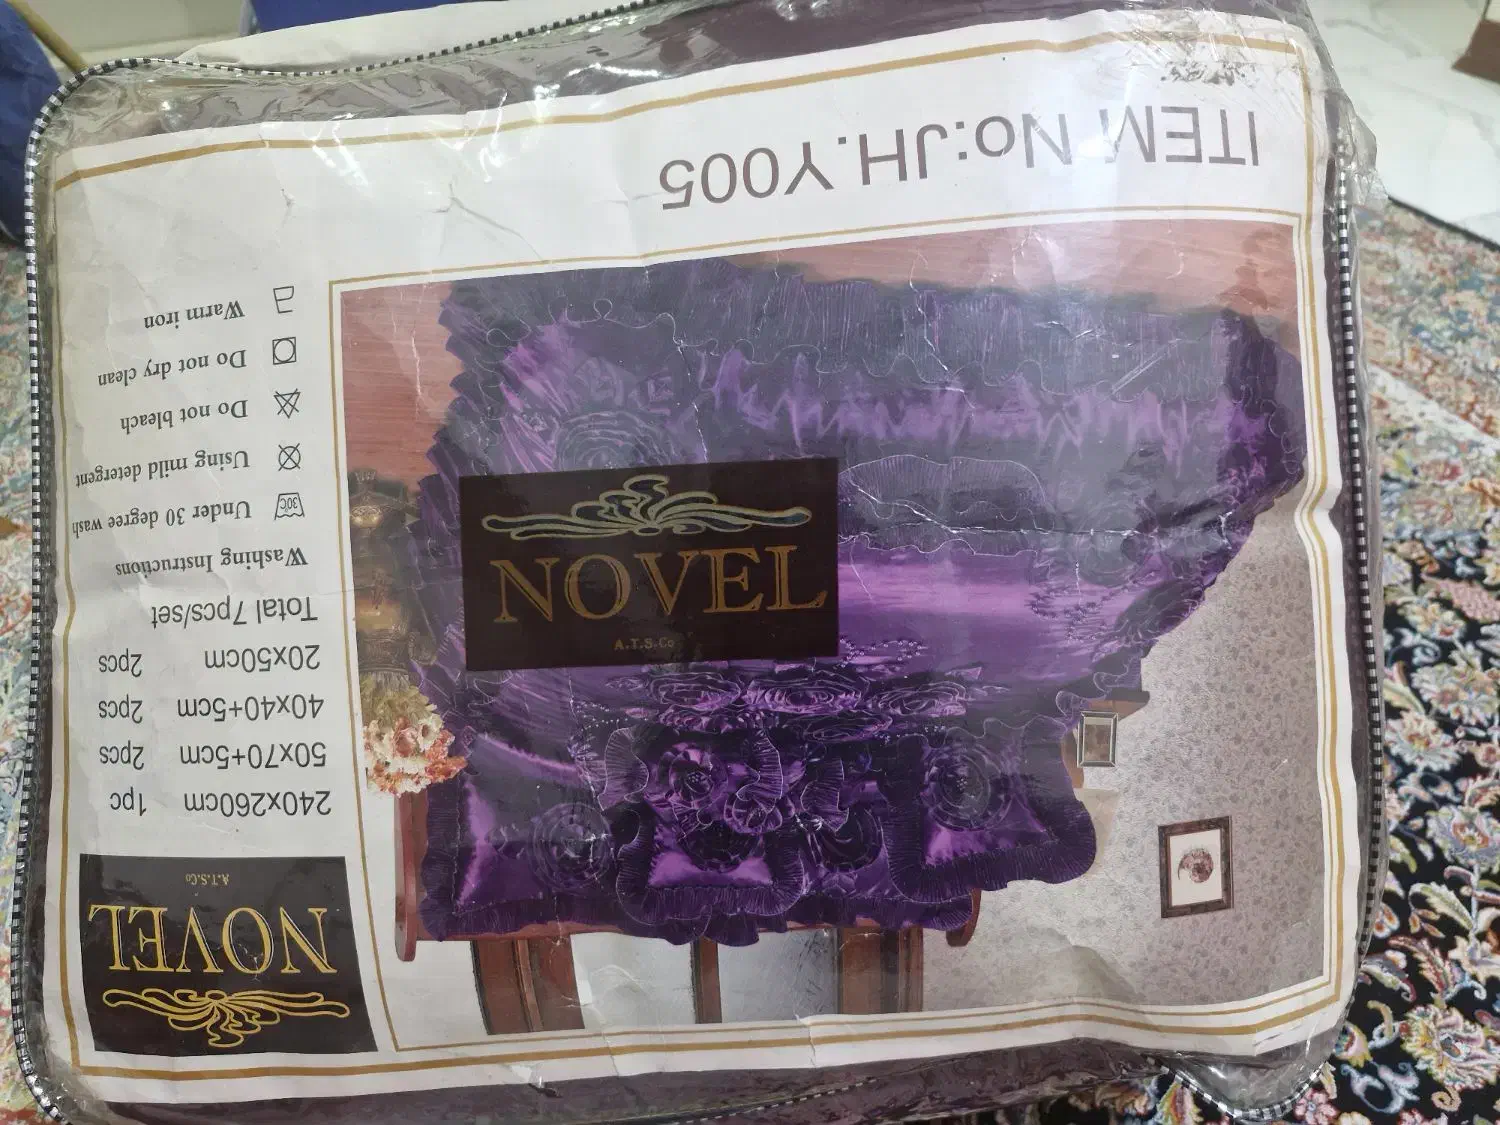 ITEM No:JH.Y005
NOVEL
A.T.S.Co
NOVEL
A.T.S.Co
240x260cm 1pc
50x70+5cm 2pcs
40x40+5cm 2pcs
20x50cm 2pcs
Total 7pcs/set
Washing Instructions
30°C Under 30 degree wash
Using mild detergent
Do not bleach
Do not dry clean
Warm iron